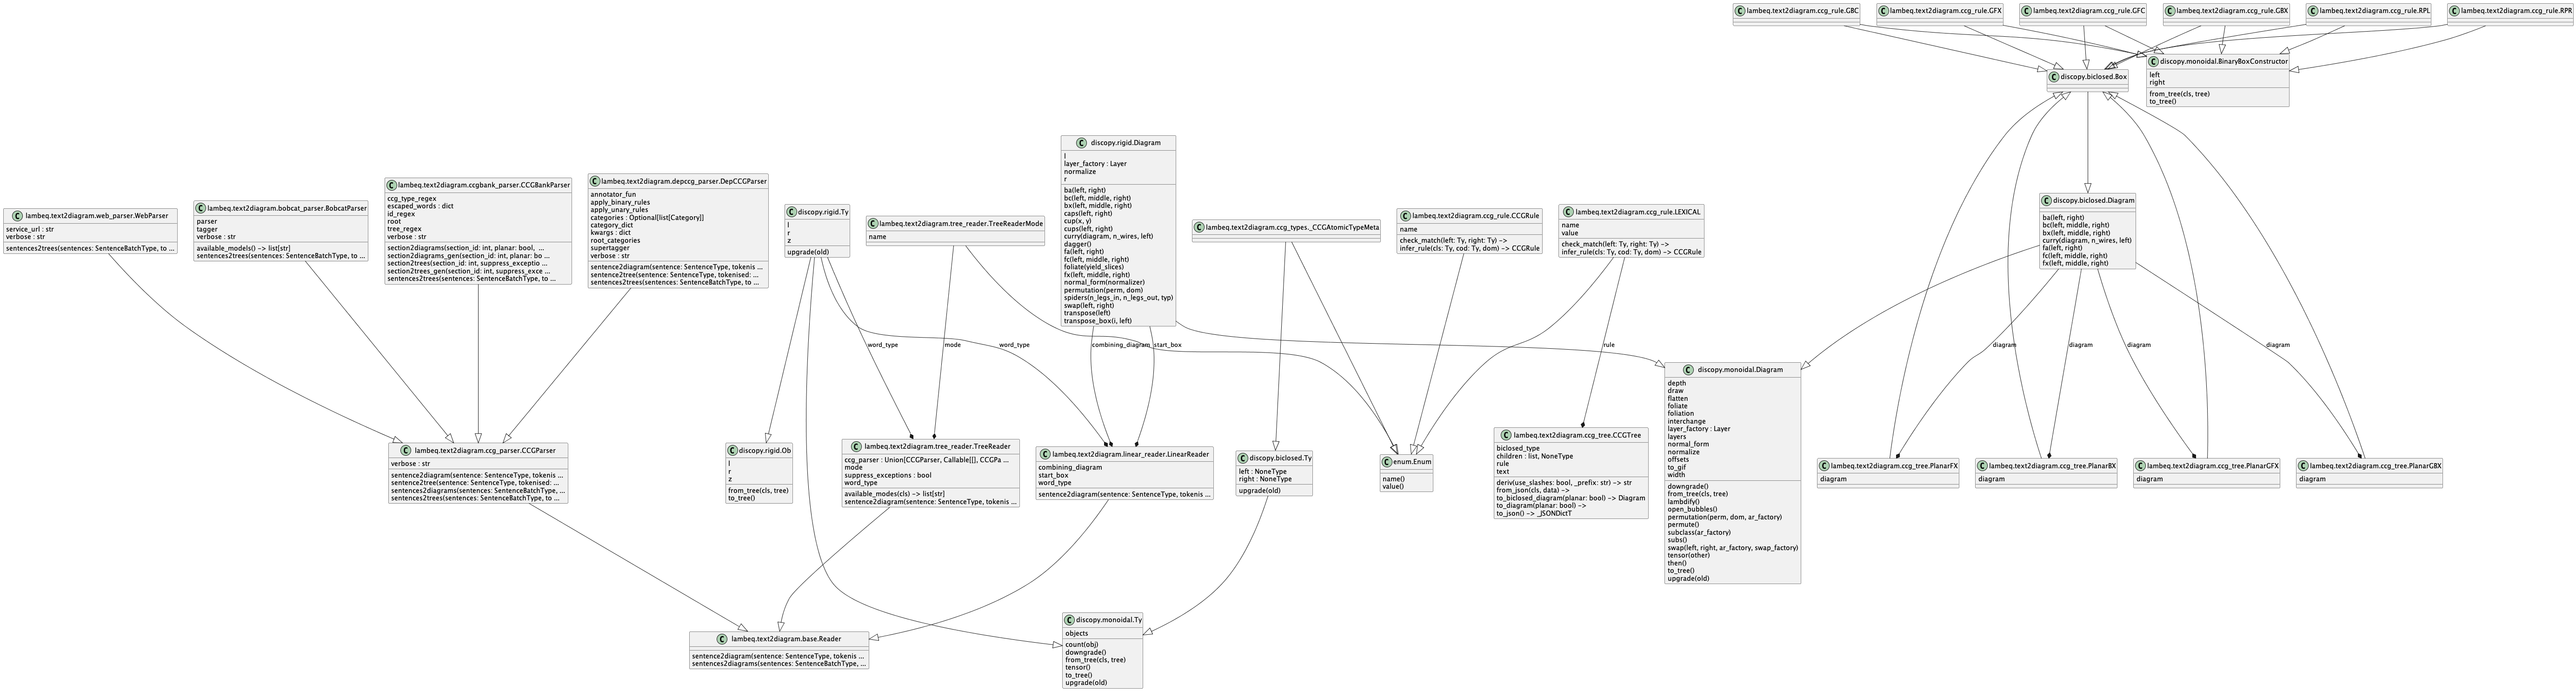 C lambeq.text2diagram.ccg_rule.GBC
C lambeq.text2diagram.ccg_rule.GFX
C lambeq.text2diagram.ccg_rule.GFC
C lambeq.text2diagram.ccg_rule.GBX
C lambeq.text2diagram.ccg_rule.RPL
C lambeq.text2diagram.ccg_rule.RPR
C discopy.biclosed.Box
C discopy.monoidal.BinaryBoxConstructor
left
right
from_tree(cls, tree)
to_tree()
C discopy.rigid.Diagram
l
layer_factory : Layer
normalize
r
ba(left, right)
bc(left, middle, right)
bx(left, middle, right)
caps(left, right)
cup(x, y)
cups(left, right)
curry(diagram, n_wires, left)
dagger()
fa(left, right)
fc(left, middle, right)
foliate(yield_slices)
fx(left, middle, right)
normal_form(normalizer)
permutation(perm, dom)
spiders(n_legs_in, n_legs_out, typ)
swap(left, right)
transpose(left)
transpose_box(i, left)
C lambeq.text2diagram.web_parser.WebParser
service_url : str
verbose : str
sentences2trees(sentences: SentenceBatchType, to ...
C lambeq.text2diagram.bobcat_parser.BobcatParser
parser
tagger
verbose : str
available_models() -> list[str]
sentences2trees(sentences: SentenceBatchType, to ...
C lambeq.text2diagram.ccgbank_parser.CCGBankParser
ccg_type_regex
escaped_words : dict
id_regex
root
tree_regex
verbose : str
section2diagrams(section_id: int, planar: bool,  ...
section2diagrams_gen(section_id: int, planar: bo ...
section2trees(section_id: int, suppress_exceptio ...
section2trees_gen(section_id: int, suppress_exce ...
sentences2trees(sentences: SentenceBatchType, to ...
C lambeq.text2diagram.depccg_parser.DepCCGParser
annotator_fun
apply_binary_rules
apply_unary_rules
categories : Optional[list[Category]]
category_dict
kwargs : dict
root_categories
supertagger
verbose : str
sentence2diagram(sentence: SentenceType, tokenis ...
sentence2tree(sentence: SentenceType, tokenised: ...
sentences2trees(sentences: SentenceBatchType, to ...
C discopy.rigid.Ty
l
r
z
upgrade(old)
C lambeq.text2diagram.tree_reader.TreeReaderMode
name
C lambeq.text2diagram.ccg_types._CCGAtomicTypeMeta
C lambeq.text2diagram.ccg_rule.CCGRule
name
check_match(left: Ty, right: Ty) ->
infer_rule(cls: Ty, cod: Ty, dom) -> CCGRule
C lambeq.text2diagram.ccg_rule.LEXICAL
name
value
check_match(left: Ty, right: Ty) ->
infer_rule(cls: Ty, cod: Ty, dom) -> CCGRule
C discopy.biclosed.Diagram
ba(left, right)
bc(left, middle, right)
bx(left, middle, right)
curry(diagram, n_wires, left)
fa(left, right)
fc(left, middle, right)
fx(left, middle, right)
word_type
mode
word_type
combining_diagram
start_box
rule
diagram
diagram
diagram
diagram
C lambeq.text2diagram.ccg_parser.CCGParser
verbose : str
sentence2diagram(sentence: SentenceType, tokenis ...
sentence2tree(sentence: SentenceType, tokenised: ...
sentences2diagrams(sentences: SentenceBatchType, ...
sentences2trees(sentences: SentenceBatchType, to ...
C discopy.rigid.Ob
l
r
z
from_tree(cls, tree)
to_tree()
C lambeq.text2diagram.tree_reader.TreeReader
ccg_parser : Union[CCGParser, Callable[[], CCGPa ...
mode
suppress_exceptions : bool
word_type
available_modes(cls) -> list[str]
sentence2diagram(sentence: SentenceType, tokenis ...
C lambeq.text2diagram.linear_reader.LinearReader
combining_diagram
start_box
word_type
sentence2diagram(sentence: SentenceType, tokenis ...
C discopy.biclosed.Ty
left : NoneType
right : NoneType
upgrade(old)
C enum.Enum
name()
value()
C lambeq.text2diagram.ccg_tree.CCGTree
biclosed_type
children : list, NoneType
rule
text
deriv(use_slashes: bool, _prefix: str) -> str
from_json(cls, data) ->
to_biclosed_diagram(planar: bool) -> Diagram
to_diagram(planar: bool) ->
to_json() -> _JSONDictT
C discopy.monoidal.Diagram
depth
draw
flatten
foliate
foliation
interchange
layer_factory : Layer
layers
normal_form
normalize
offsets
to_gif
width
downgrade()
from_tree(cls, tree)
lambdify()
open_bubbles()
permutation(perm, dom, ar_factory)
permute()
subclass(ar_factory)
subs()
swap(left, right, ar_factory, swap_factory)
tensor(other)
then()
to_tree()
upgrade(old)
C lambeq.text2diagram.ccg_tree.PlanarFX
diagram
C lambeq.text2diagram.ccg_tree.PlanarBX
diagram
C lambeq.text2diagram.ccg_tree.PlanarGFX
diagram
C lambeq.text2diagram.ccg_tree.PlanarGBX
diagram
C lambeq.text2diagram.base.Reader
sentence2diagram(sentence: SentenceType, tokenis ...
sentences2diagrams(sentences: SentenceBatchType, ...
C discopy.monoidal.Ty
objects
count(obj)
downgrade()
from_tree(cls, tree)
tensor()
to_tree()
upgrade(old)